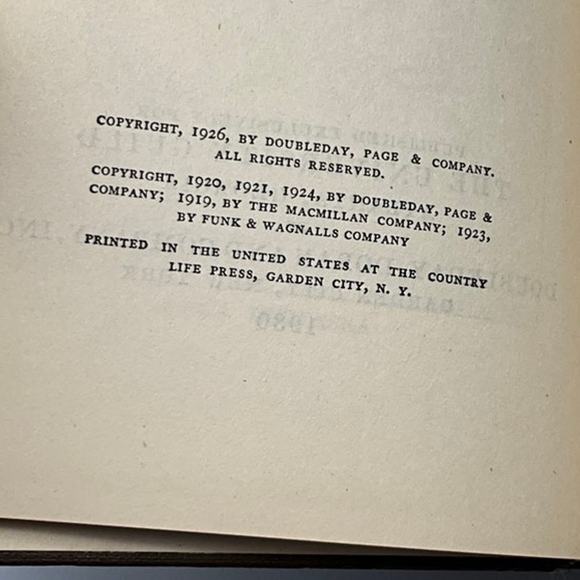 COPYRIGHT, 1926, BY DOUBLEDAY, PAGE & COMPANY.
ALL RIGHTS RESERVED.
COPYRIGHT, 1920, 1921, 1924, BY DOUBLEDAY, PAGE &
COMPANY; 1919, BY THE MACMILLAN COMPANY; 1923,
BY FUNK & WAGNALLS COMPANY
PRINTED IN THE UNITED STATES AT THE COUNTRY
LIFE PRESS, GARDEN CITY, N. Y.